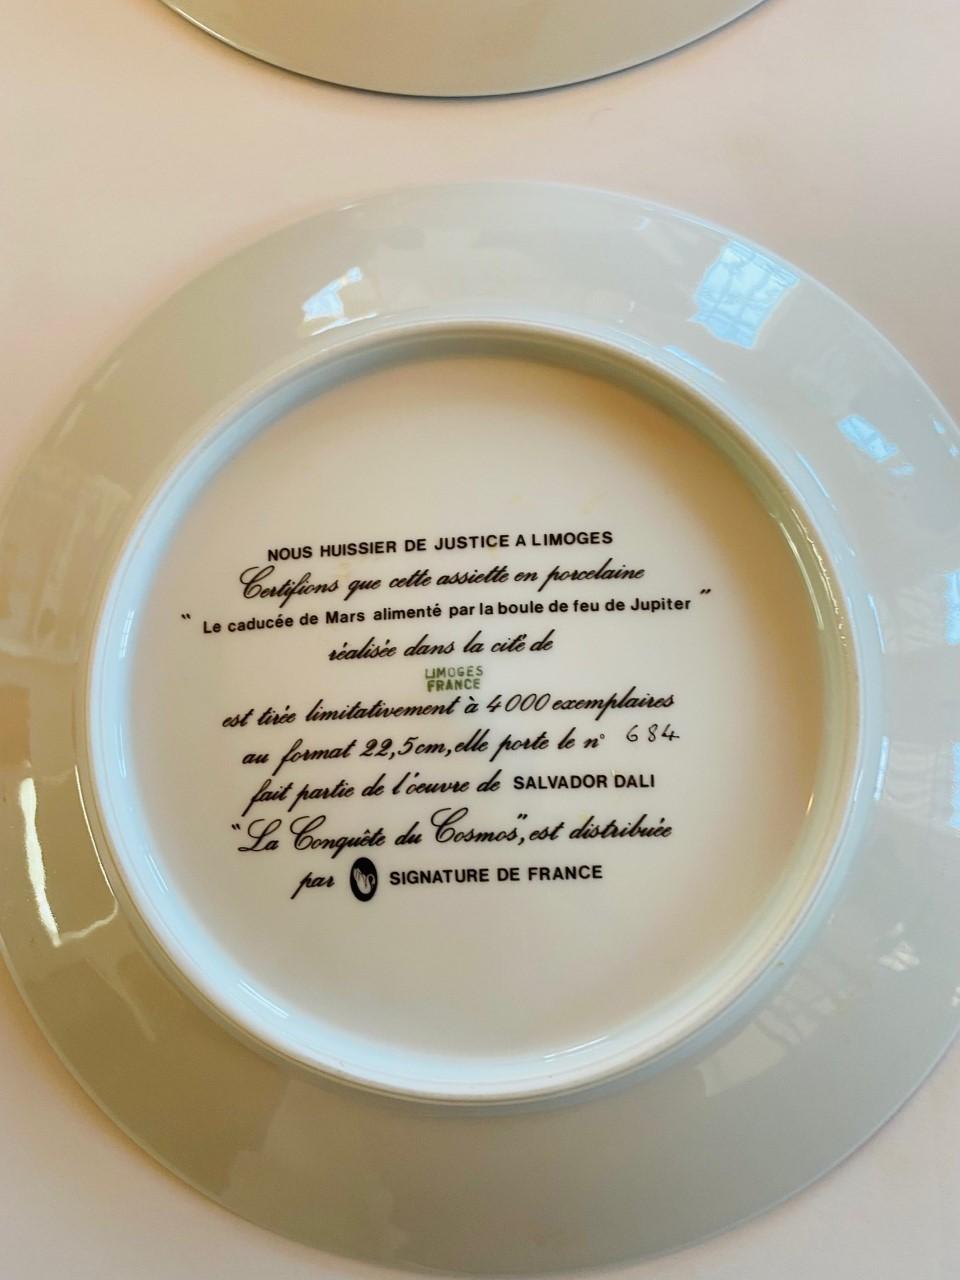 NOUS HUISSIER DE JUSTICE A LIMOGES
Certifions que cette assiette en porcelaine
" Le caducée de Mars alimenté par la boule de feu de Jupiter "
réalisée dans la cité de
LIMOGES
FRANCE
est tirée limitativement à 4000 exemplaires
au format 22,5cm, elle porte le n° 684
fait partie de l'oeuvre de SALVADOR DALI
"La Conquête du Cosmos", est distribuée
par SIGNATURE DE FRANCE